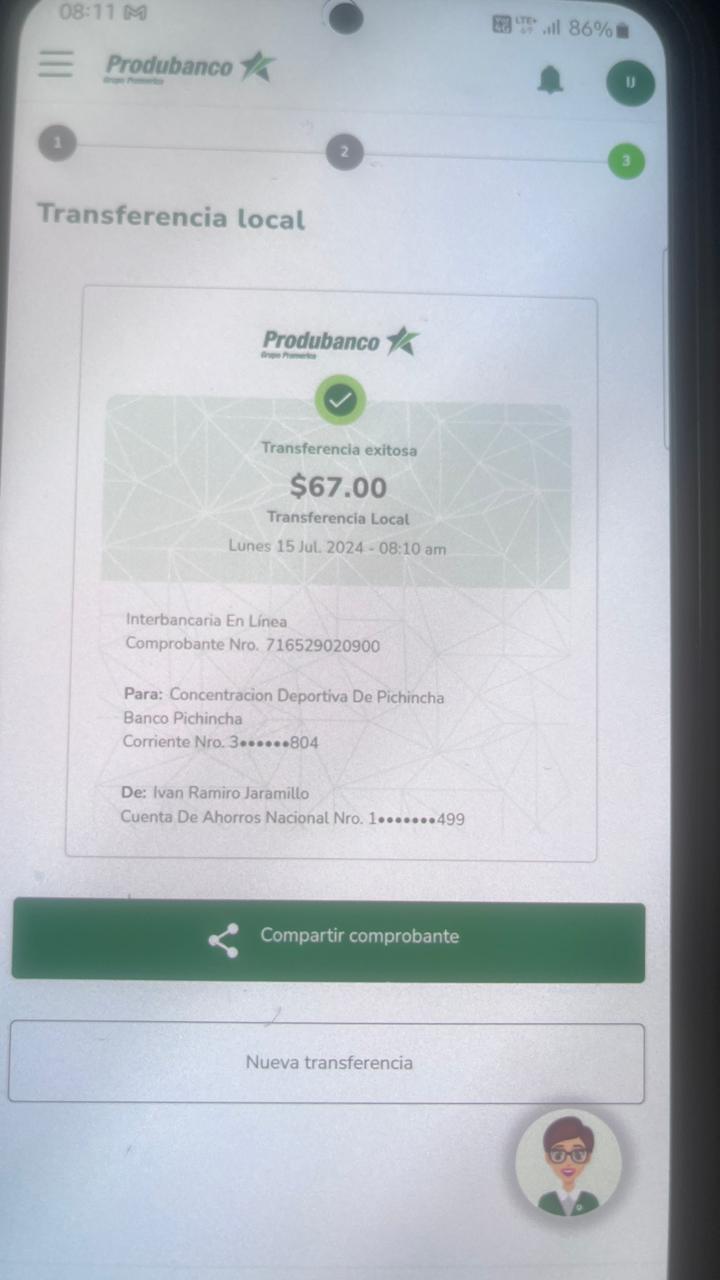 08:11
LTE+
86%
Produbanco
Grupo Promerica
IJ
1
2
3
Transferencia local
Produbanco
Grupo Promerica
Transferencia exitosa
$67.00
Transferencia Local
Lunes 15 Jul. 2024 - 08:10 am
Interbancaria En Línea
Comprobante Nro. 716529020900
Para: Concentracion Deportiva De Pichincha
Banco Pichincha
Corriente Nro. 3••••••804
De: Ivan Ramiro Jaramillo
Cuenta De Ahorros Nacional Nro. 1•••••••499
Compartir comprobante
Nueva transferencia